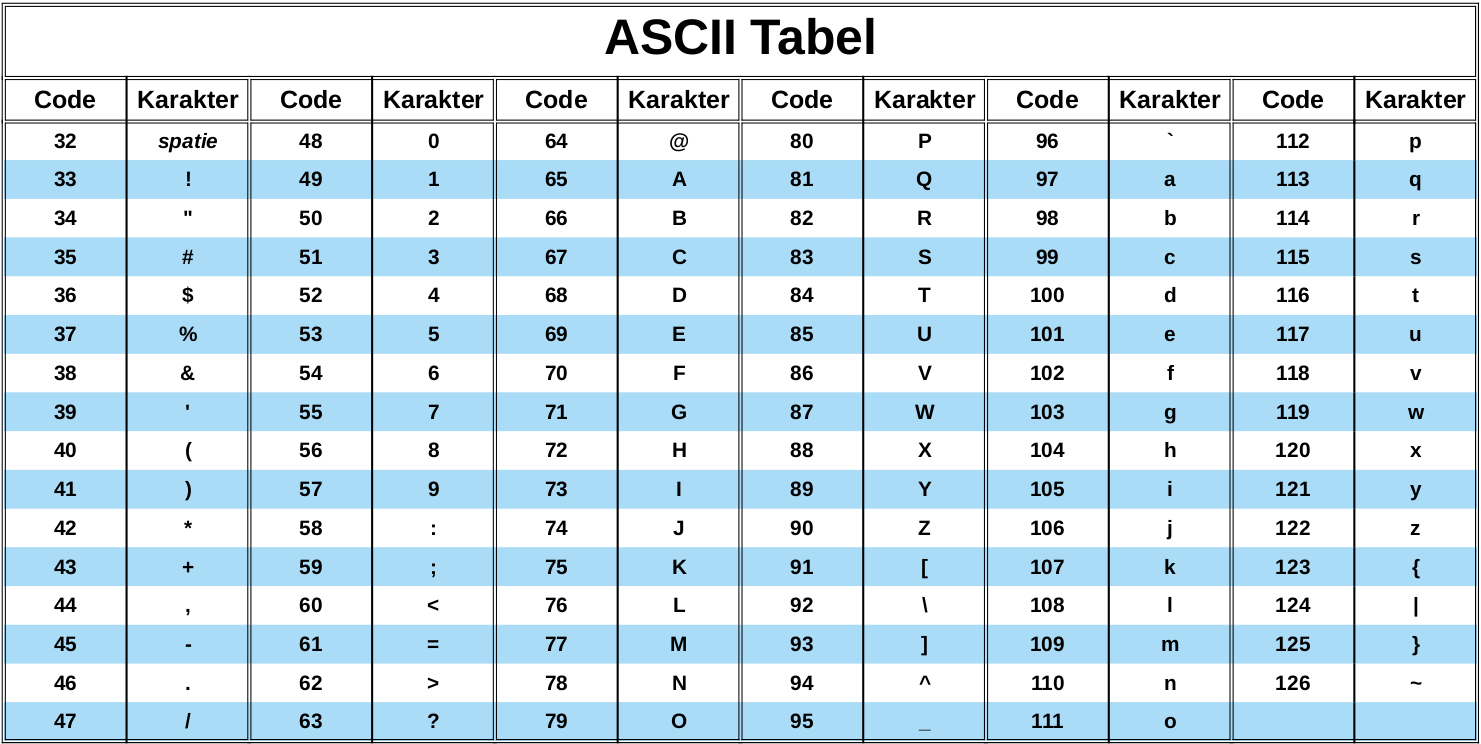 ASCII Tabel
Code Karakter Code Karakter Code Karakter Code Karakter Code Karakter Code Karakter
32 spatie 48 0 64 @ 80 P 96 ` 112 p
33 ! 49 1 65 A 81 Q 97 a 113 q
34 " 50 2 66 B 82 R 98 b 114 r
35 # 51 3 67 C 83 S 99 c 115 s
36 $ 52 4 68 D 84 T 100 d 116 t
37 % 53 5 69 E 85 U 101 e 117 u
38 & 54 6 70 F 86 V 102 f 118 v
39 ' 55 7 71 G 87 W 103 g 119 w
40 ( 56 8 72 H 88 X 104 h 120 x
41 ) 57 9 73 I 89 Y 105 i 121 y
42 * 58 : 74 J 90 Z 106 j 122 z
43 + 59 ; 75 K 91 [ 107 k 123 {
44 , 60 < 76 L 92 \ 108 l 124 |
45 - 61 = 77 M 93 ] 109 m 125 }
46 . 62 > 78 N 94 ^ 110 n 126 ~
47 / 63 ? 79 O 95 _ 111 o